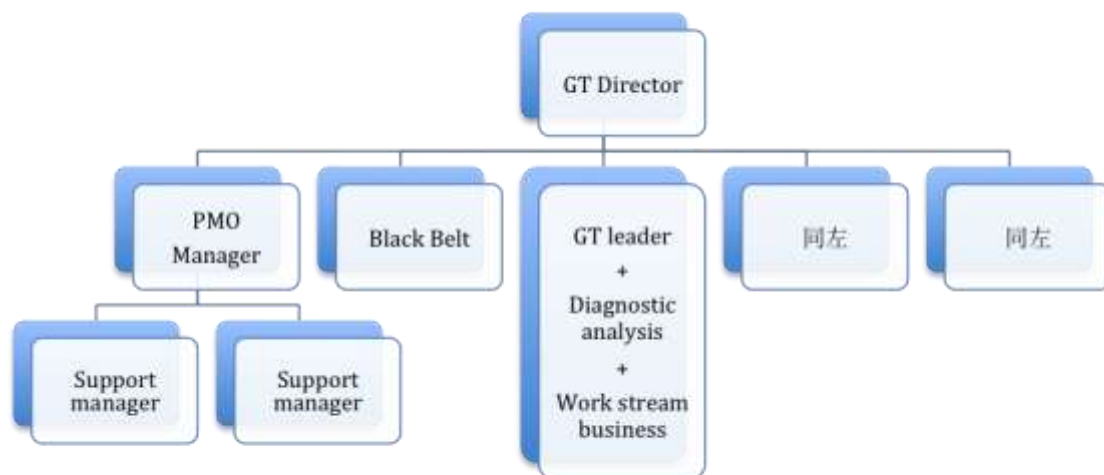 GT Director
PMO
Manager
Black Belt
GT leader
+
Diagnostic
analysis
+
Work stream
business
同左
同左
Support
manager
Support
manager